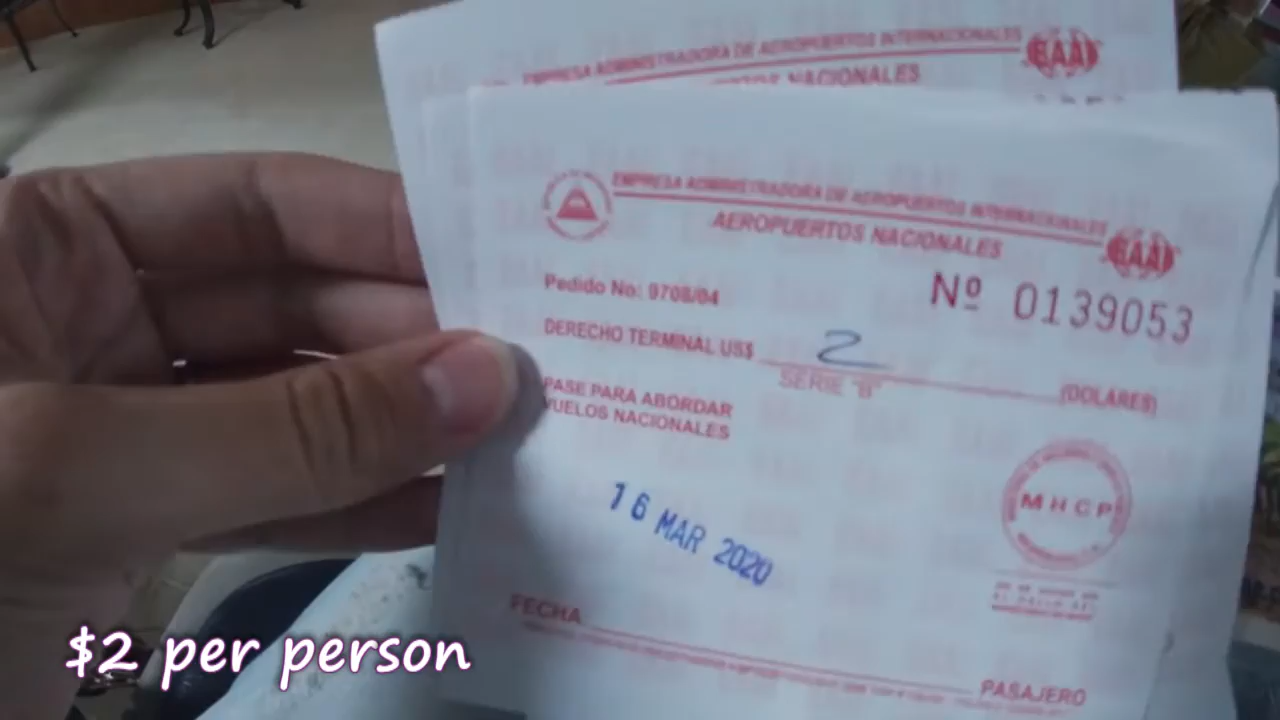 EMPRESA ADMINISTRADORA DE AEROPUERTOS INTERNACIONALES
EAAI
NACIONALES
EMPRESA ADMINISTRADORA DE AEROPUERTOS INTERNACIONALES
EAAI
AEROPUERTOS NACIONALES
Nº 0139053
Pedido No: 9708/04
DERECHO TERMINAL US$ 2 (DOLARES)
SERIE "B"
PASE PARA ABORDAR
VUELOS NACIONALES
MHCP
16 MAR 2020
FECHA
PASAJERO
$2 per person